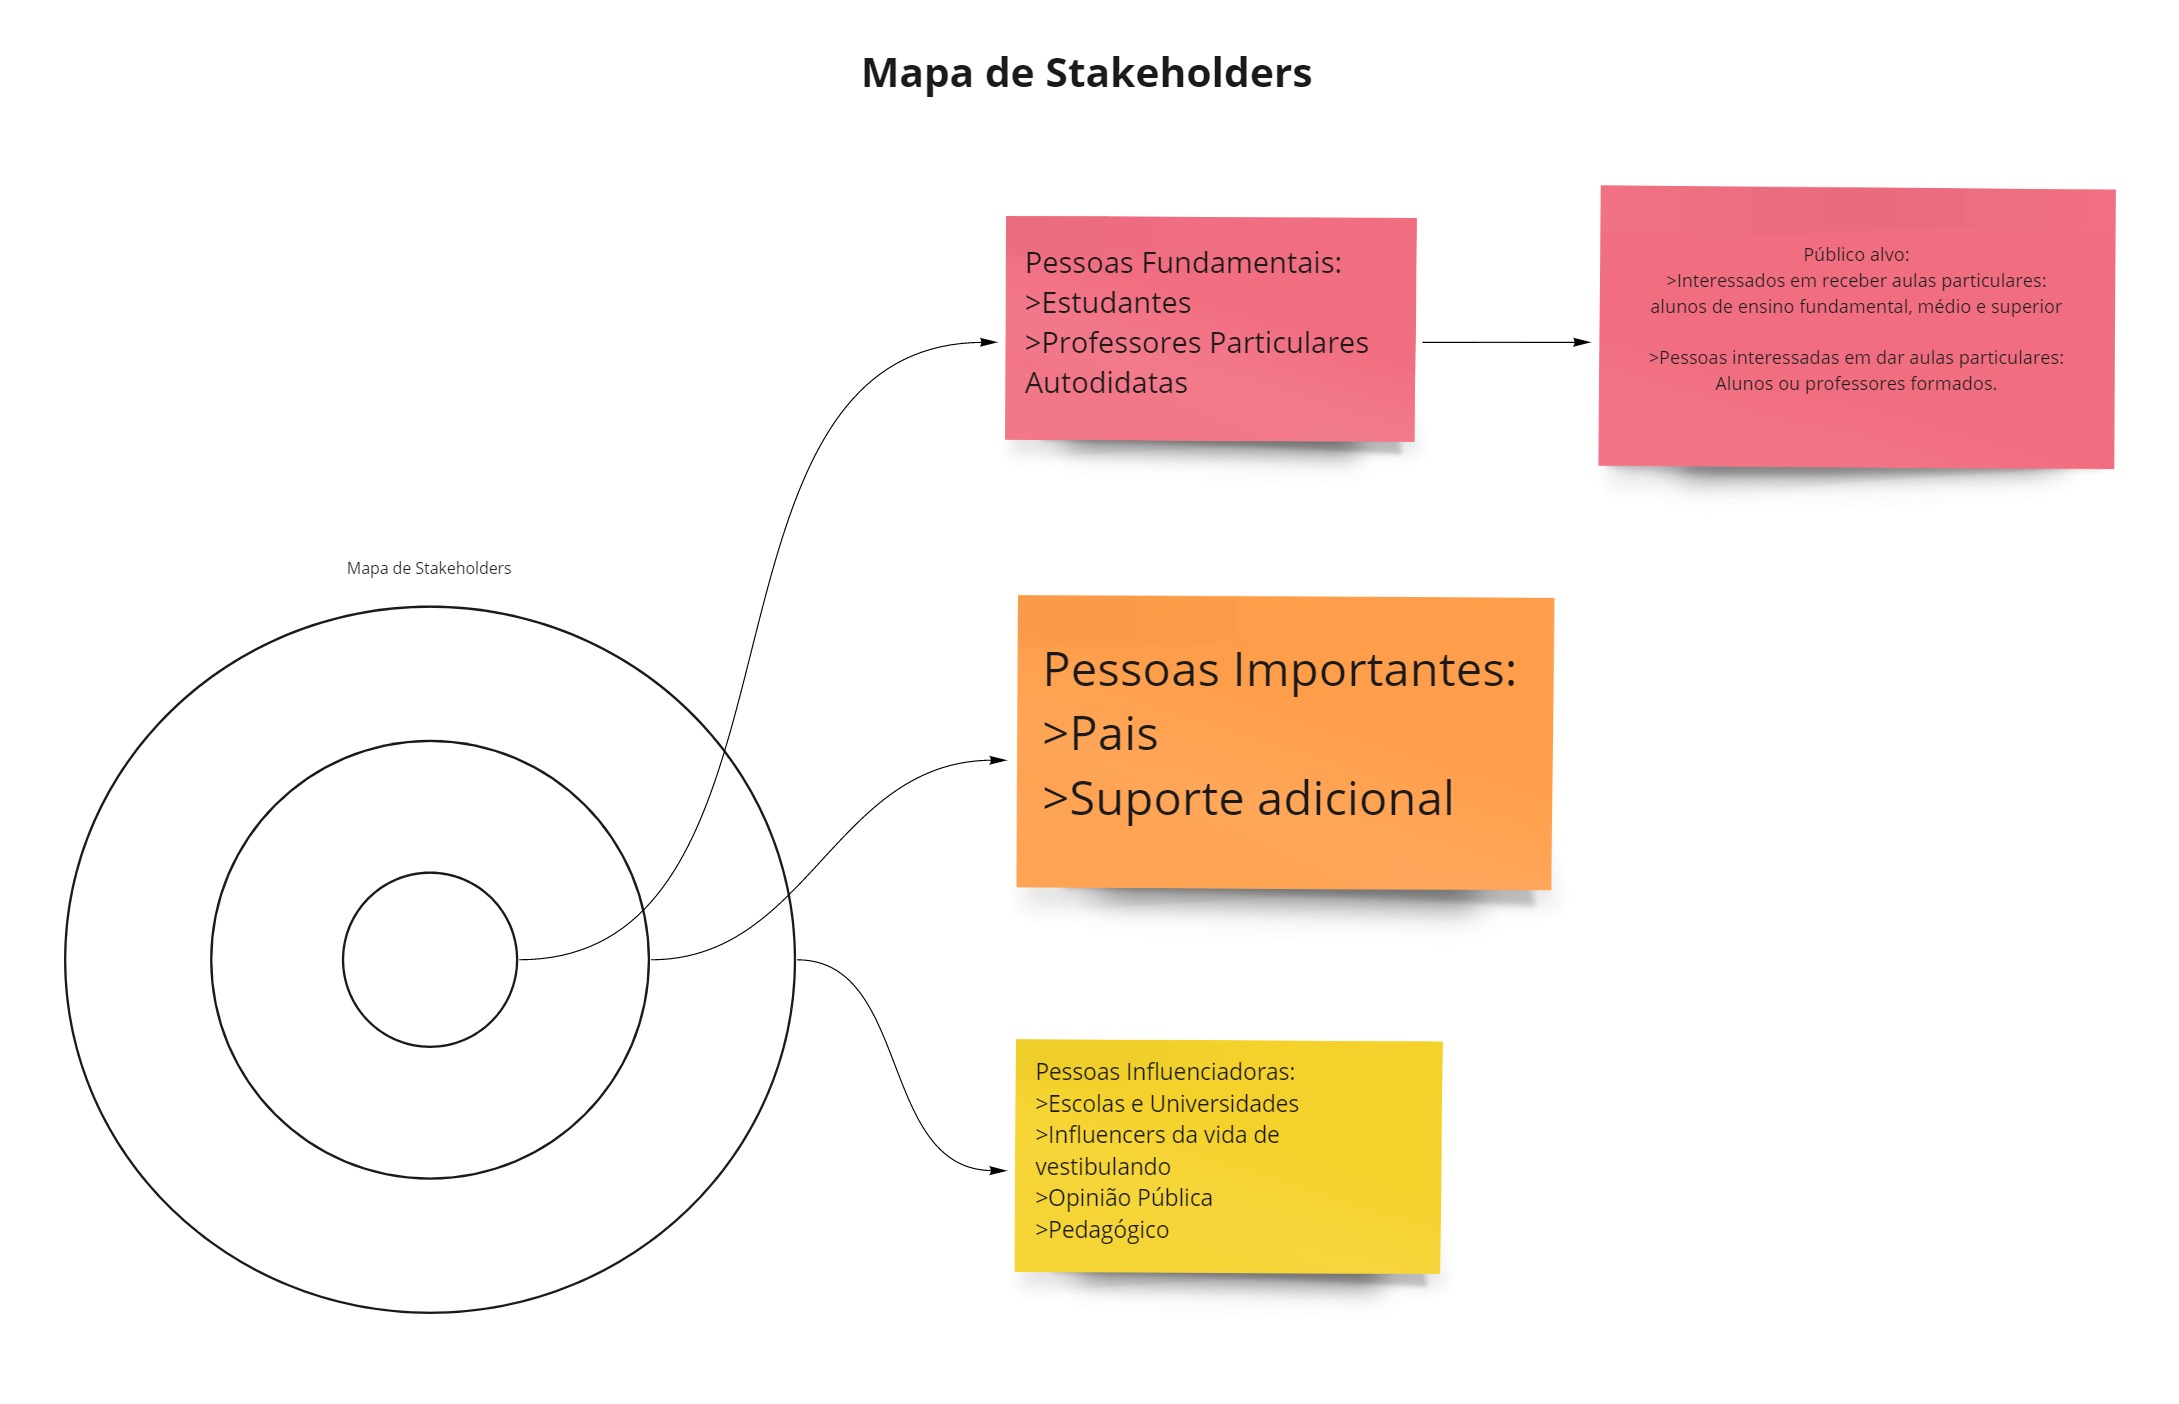 Mapa de Stakeholders
Pessoas Fundamentais:
>Estudantes
>Professores Particulares
Autodidatas
Público alvo:
>Interessados em receber aulas particulares:
alunos de ensino fundamental, médio e superior
>Pessoas interessadas em dar aulas particulares:
Alunos ou professores formados.
Mapa de Stakeholders
Pessoas Importantes:
>Pais
>Suporte adicional
Pessoas Influenciadoras:
>Escolas e Universidades
>Influencers da vida de
vestibulando
>Opinião Pública
>Pedagógico